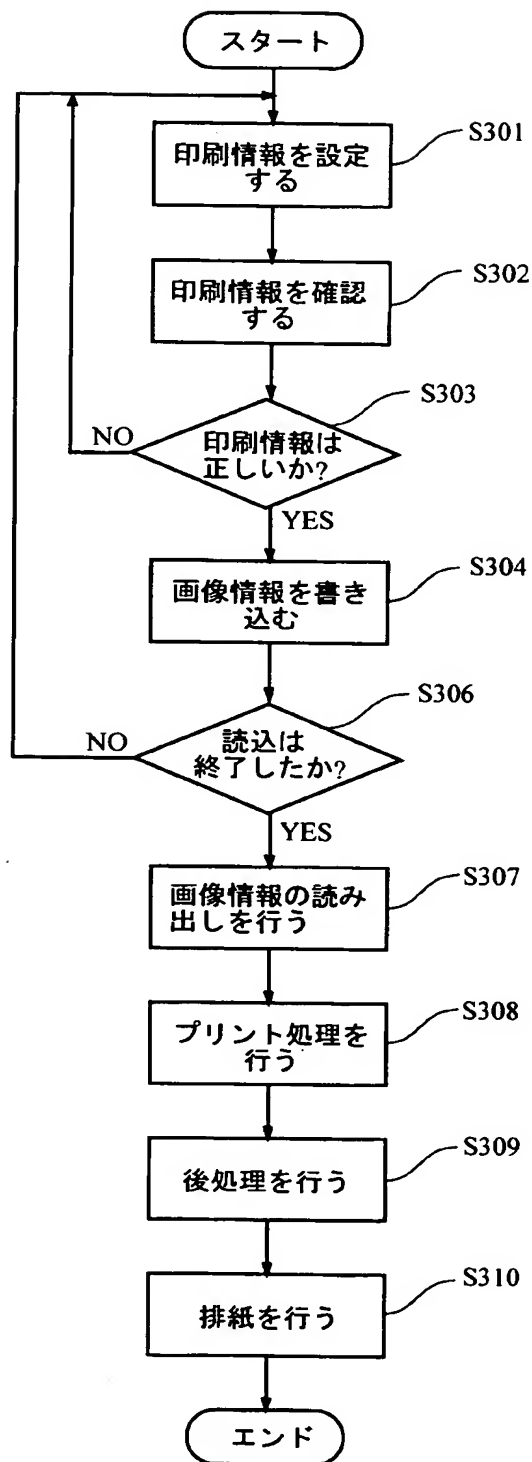 スタート
印刷情報を設定
する
S301
印刷情報を確認
する
S302
印刷情報は
正しいか?
S303
NO
YES
画像情報を書き
込む
S304
読込は
終了したか?
S306
NO
YES
画像情報の読み
出しを行う
S307
プリント処理を
行う
S308
後処理を行う
S309
排紙を行う
S310
エンド